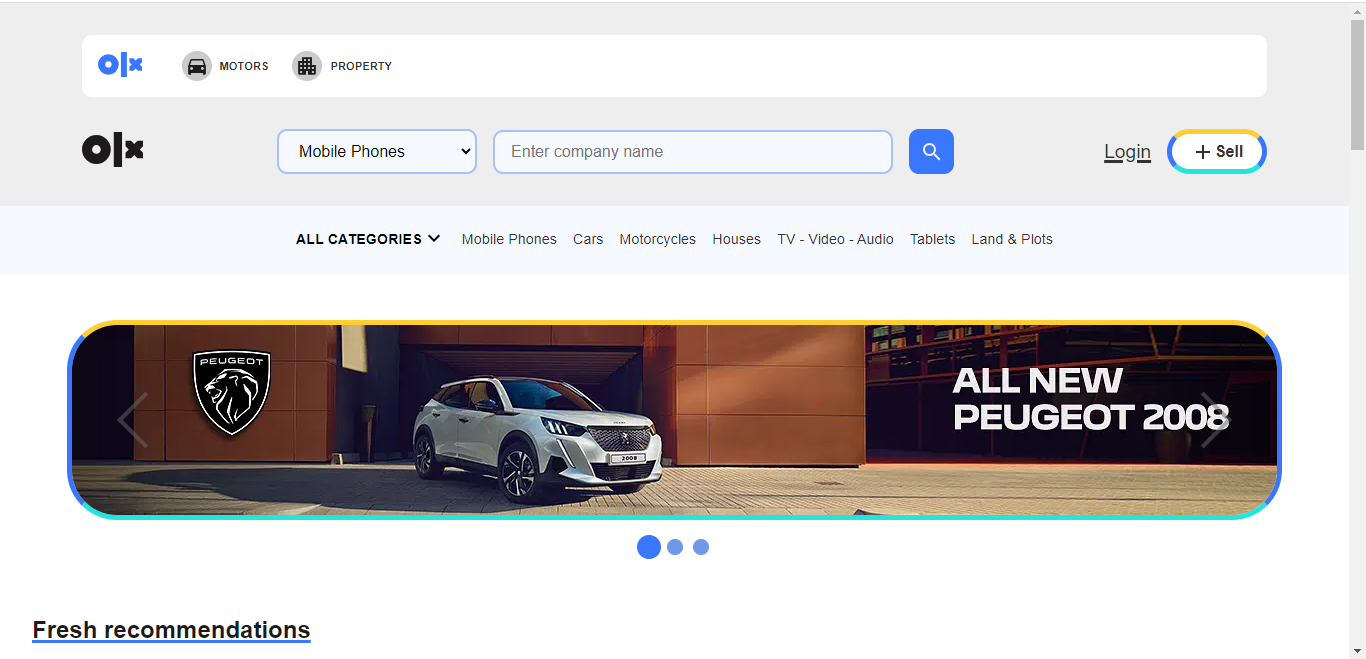 olx MOTORS PROPERTY
olx Mobile Phones Enter company name Login + Sell
ALL CATEGORIES Mobile Phones Cars Motorcycles Houses TV - Video - Audio Tablets Land & Plots
PEUGEOT
ALL NEW
PEUGEOT 2008
2008
Fresh recommendations